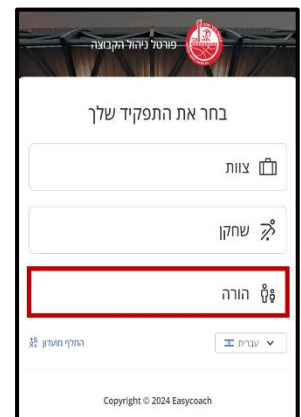 פורטל ניהול הקבוצה
בחר את התפקיד שלך
צוות
שחקן
הורה
עברית
החלף מועדון
Copyright © 2024 Easycoach